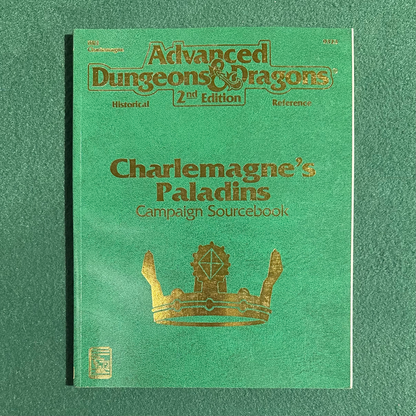 Advanced
Dungeons & Dragons
2nd Edition
Historical Reference
Charlemagne's
Paladins
Campaign Sourcebook